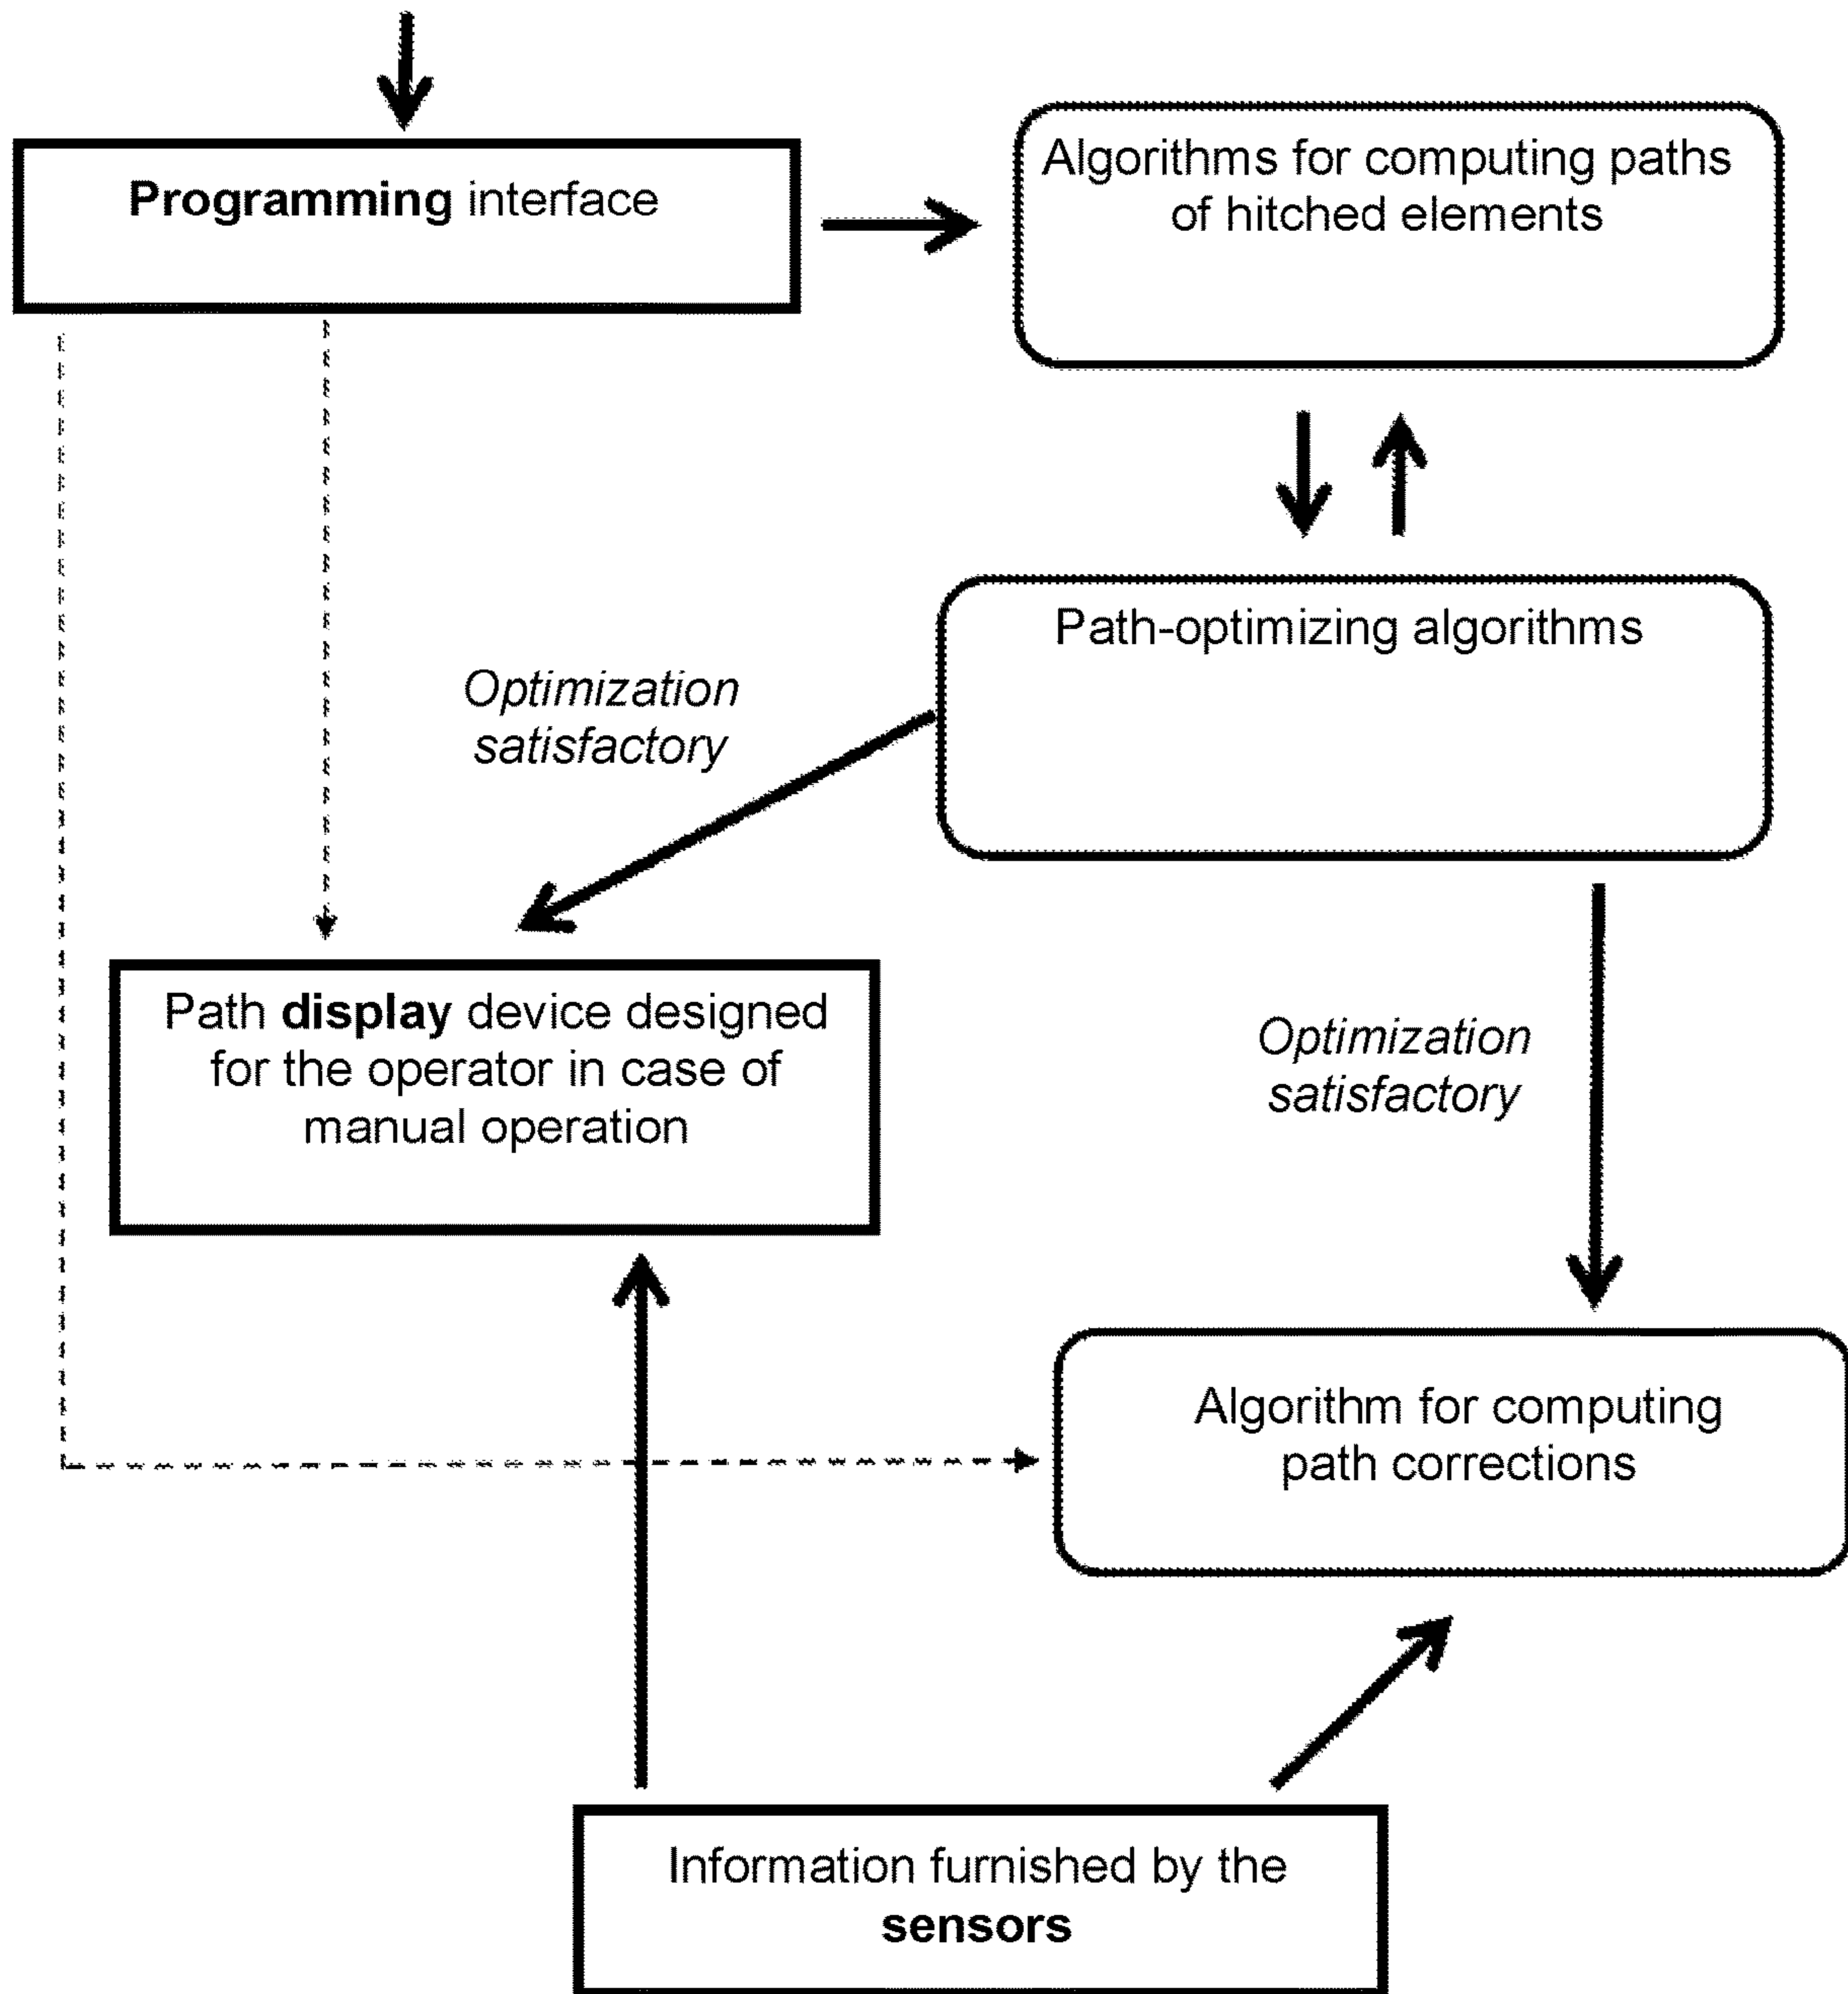 Programming interface
Algorithms for computing paths
of hitched elements
Path-optimizing algorithms
Optimization
satisfactory
Path display device designed
for the operator in case of
manual operation
Optimization
satisfactory
Algorithm for computing
path corrections
Information furnished by the
sensors